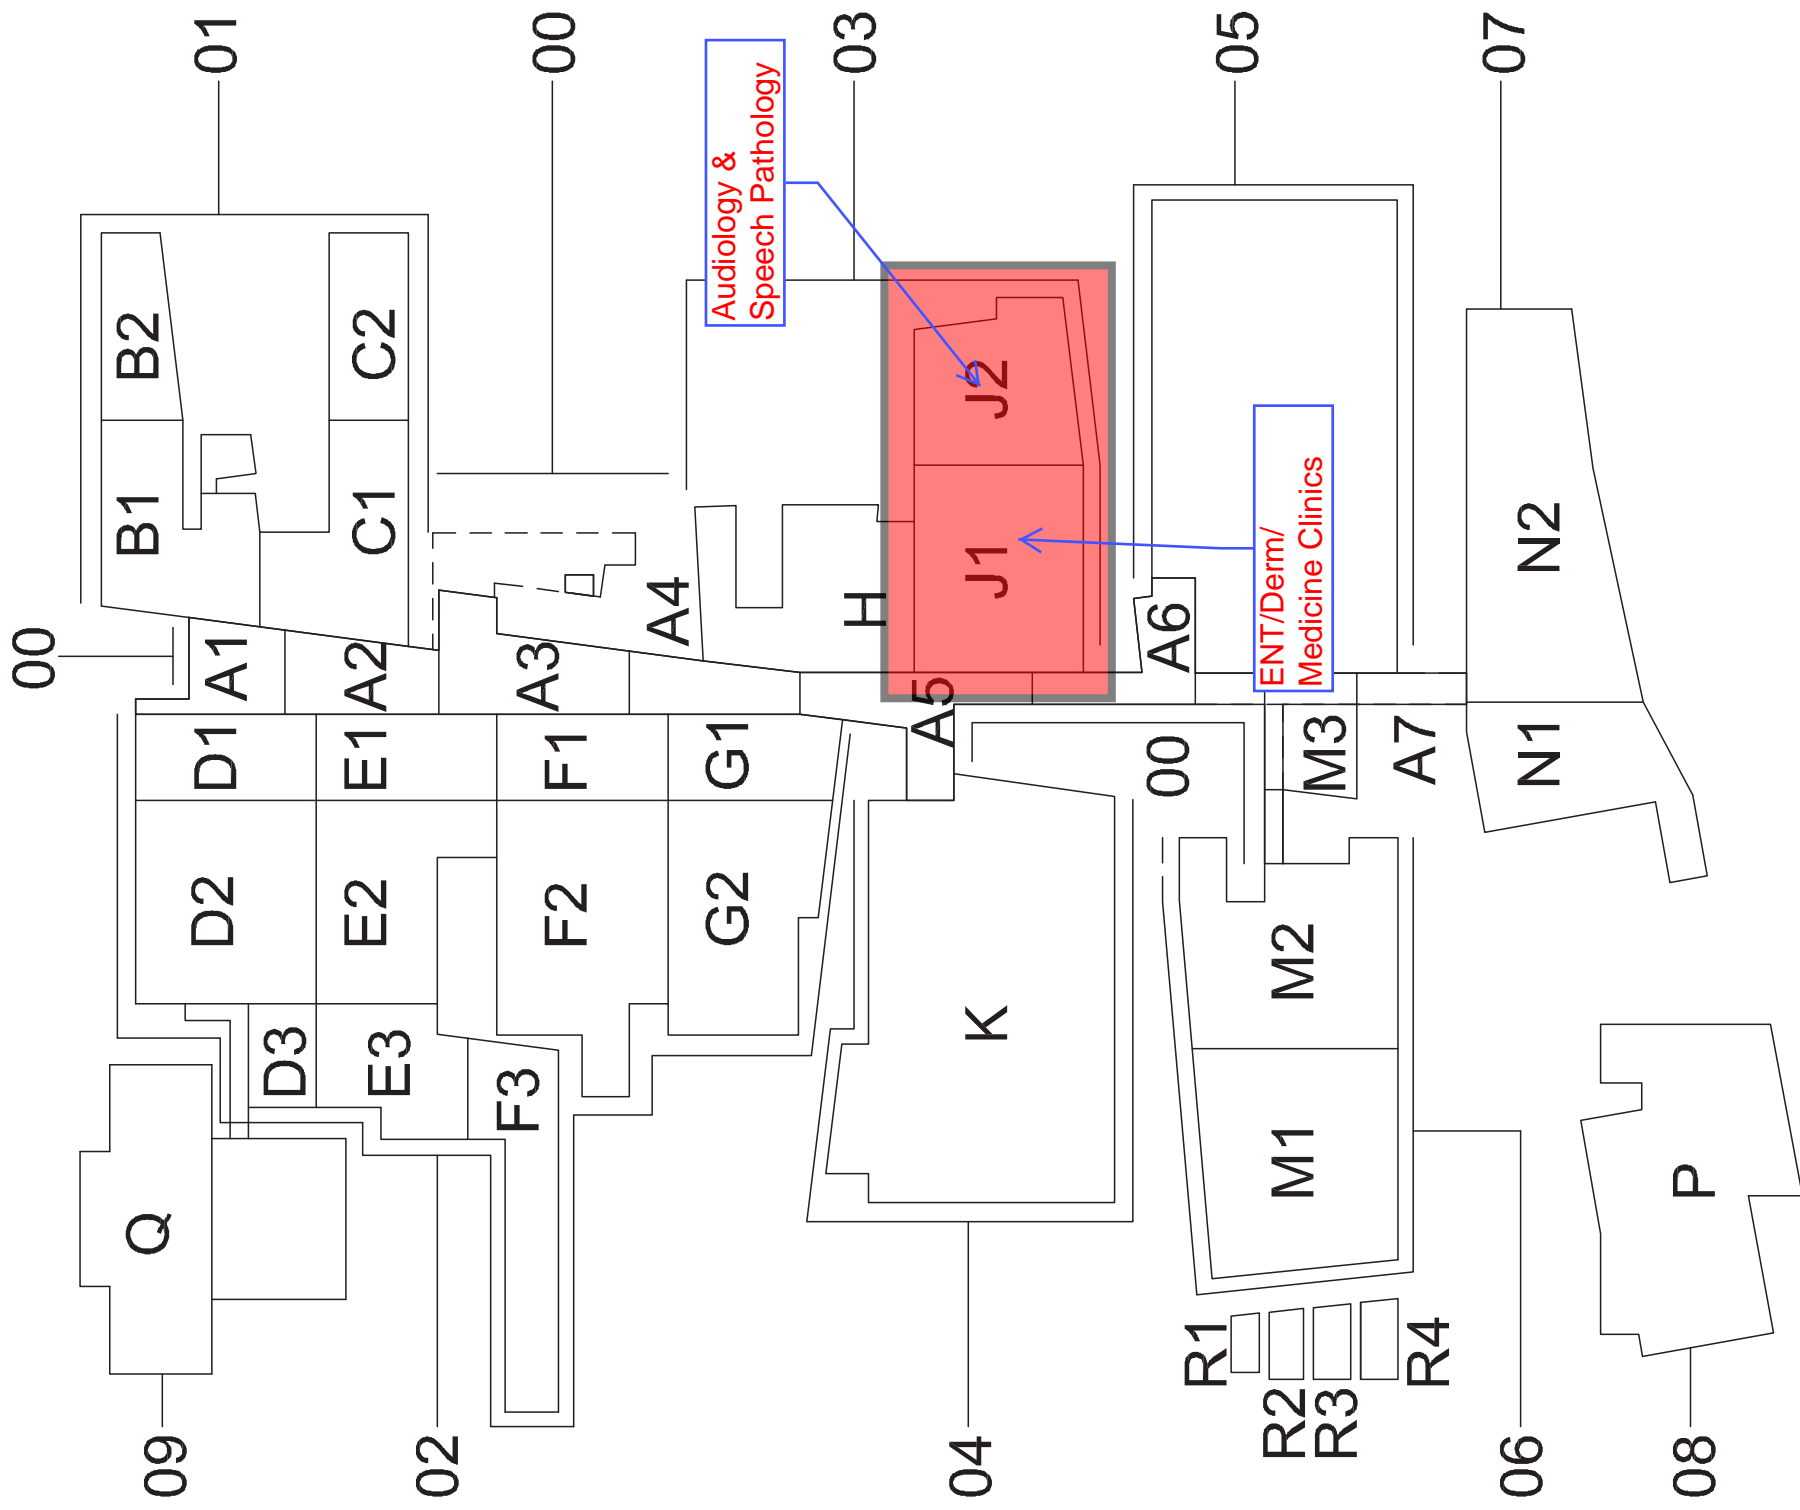 00
Q
B1
B2
09
D2
D1
A1
01
D3
E2
E1
A2
C1
C2
E3
02
F3
F2
F1
A3
00
A4
G2
G1
Audiology &
Speech Pathology
H
03
A5
04
K
J1
J2
00
A6
R1
05
R2
M1
M2
ENT/Derm/
Medicine Clinics
R3
M3
A7
R4
07
06
N1
N2
08
P